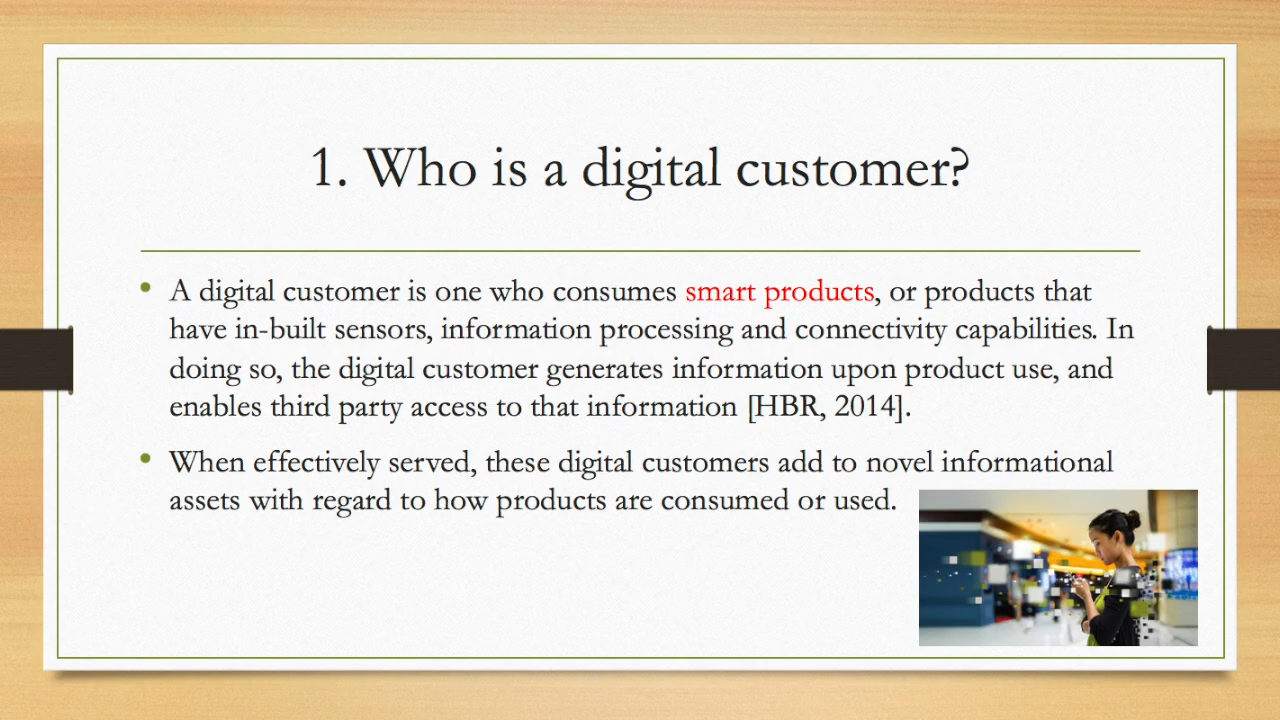 1. Who is a digital customer?
• A digital customer is one who consumes smart products, or products that
have in-built sensors, information processing and connectivity capabilities. In
doing so, the digital customer generates information upon product use, and
enables third party access to that information [HBR, 2014].
• When effectively served, these digital customers add to novel informational
assets with regard to how products are consumed or used.